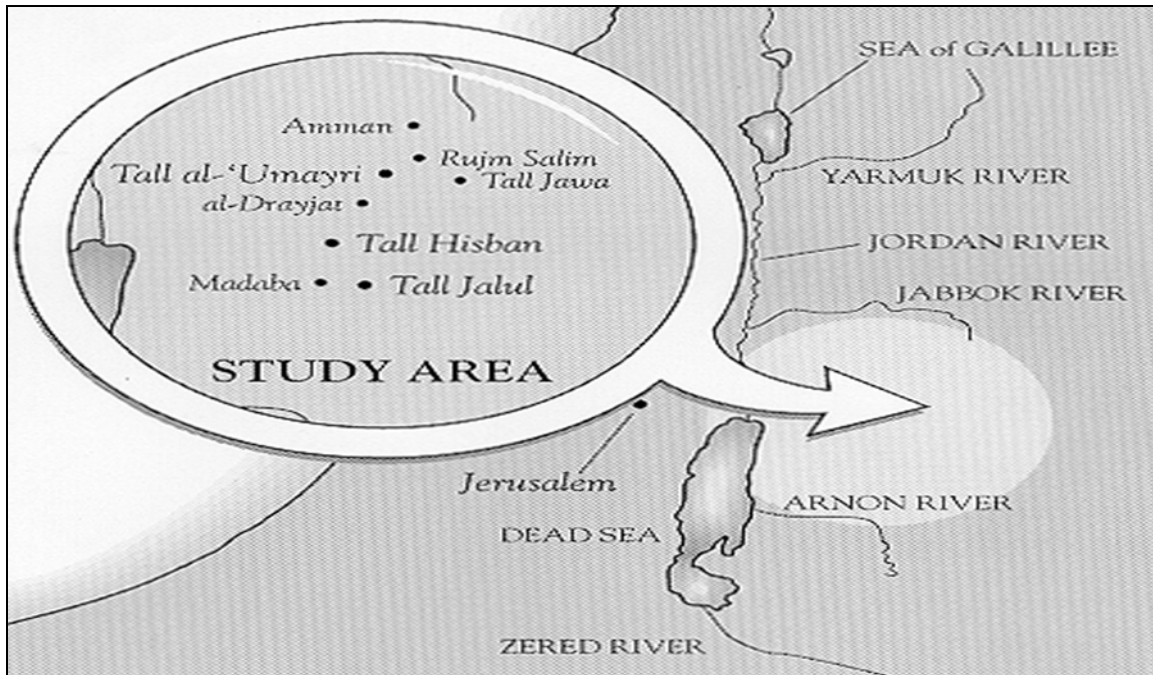 SEA of GALILLEE
Amman
Rujm Salim
Tall al-‘Umayri
Tall Jawa
YARMUK RIVER
al-Drayjat
Tall Hisban
JORDAN RIVER
Madaba
Tall Jalul
JABBOK RIVER
STUDY AREA
Jerusalem
ARNON RIVER
DEAD SEA
ZERED RIVER